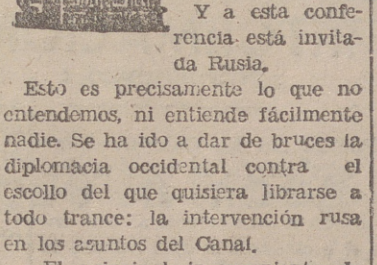 Y a esta confe-
rencia está invita-
da Rusia.
Esto es precisamente lo que no
entendemos, ni entiende fácilmente
nadie. Se ha ido a dar de bruces la
diplomacia occidental contra el
escollo del que quisiera librarse a
todo trance: la intervención rusa
en los asuntos del Canal.